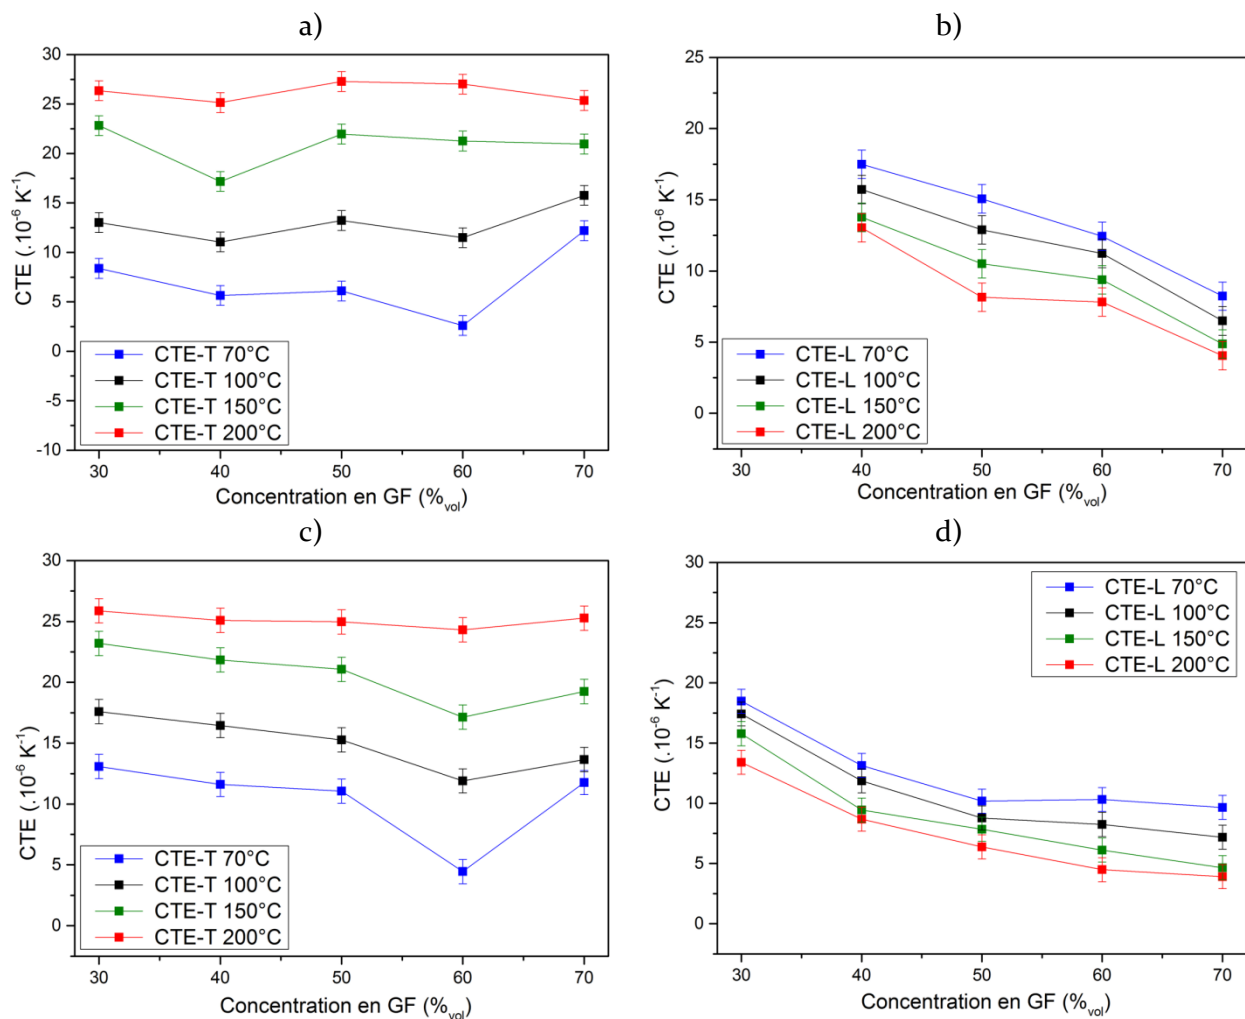 a)
30
25
20
15
10
5
0
-5
-10
CTE (.10⁻⁶ K⁻¹)
CTE-T 70°C
CTE-T 100°C
CTE-T 150°C
CTE-T 200°C
30 40 50 60 70
Concentration en GF (%vol)
b)
25
20
15
10
5
0
CTE (.10⁻⁶ K⁻¹)
CTE-L 70°C
CTE-L 100°C
CTE-L 150°C
CTE-L 200°C
30 40 50 60 70
Concentration en GF (%vol)
c)
30
25
20
15
10
5
0
CTE (.10⁻⁶ K⁻¹)
CTE-T 70°C
CTE-T 100°C
CTE-T 150°C
CTE-T 200°C
30 40 50 60 70
Concentration en GF (%vol)
d)
30
25
20
15
10
5
0
CTE (.10⁻⁶ K⁻¹)
CTE-L 70°C
CTE-L 100°C
CTE-L 150°C
CTE-L 200°C
30 40 50 60 70
Concentration en GF (%vol)